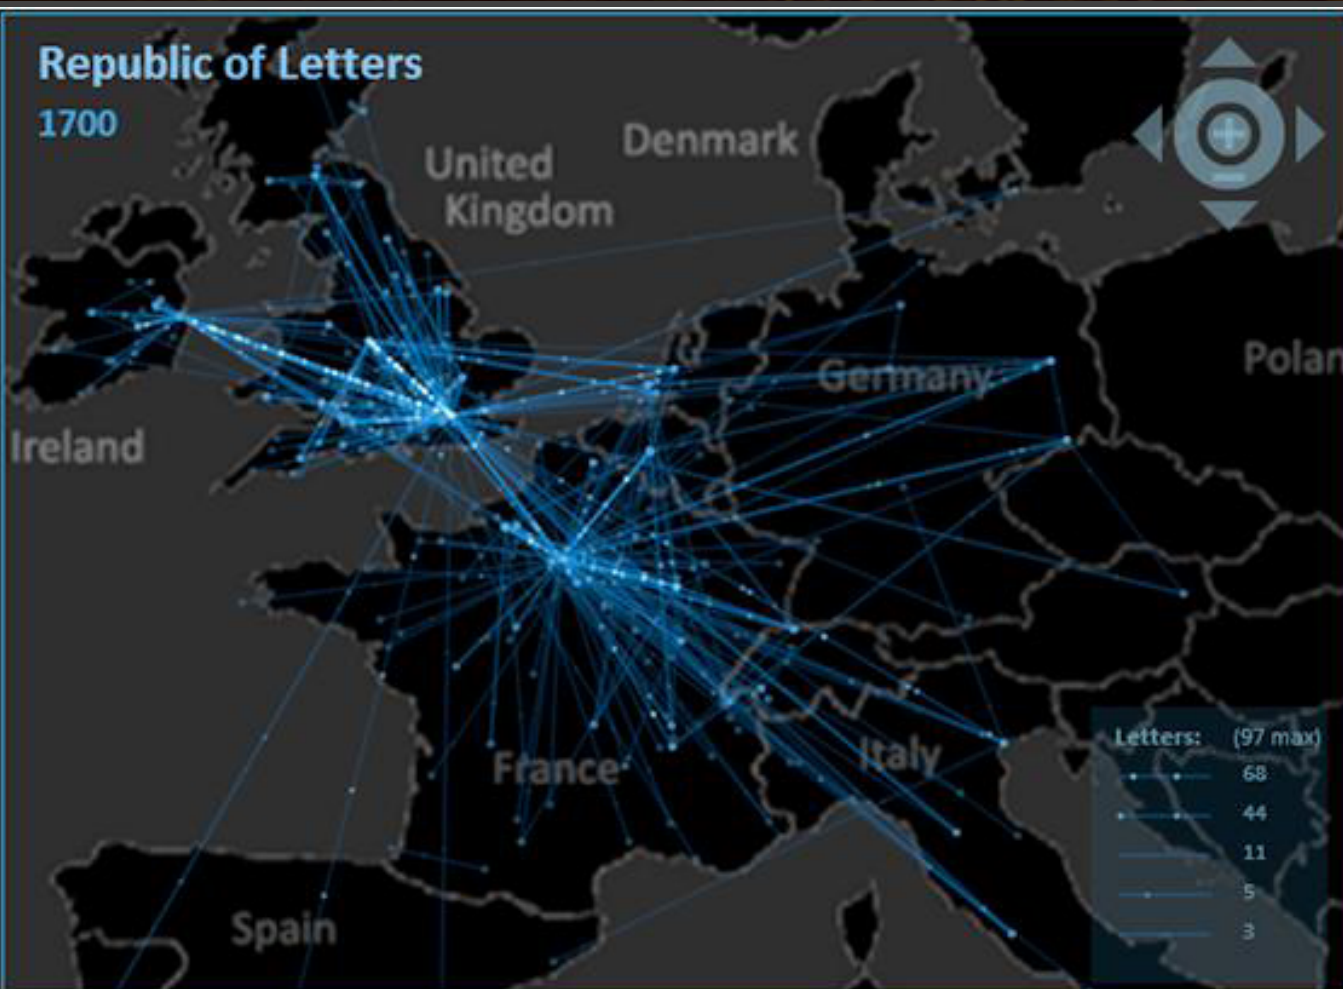 Republic of Letters
1700
United
Kingdom
Denmark
Germany
Polan
Ireland
France
Italy
Spain
Letters: (97 max)
68
44
11
5
3